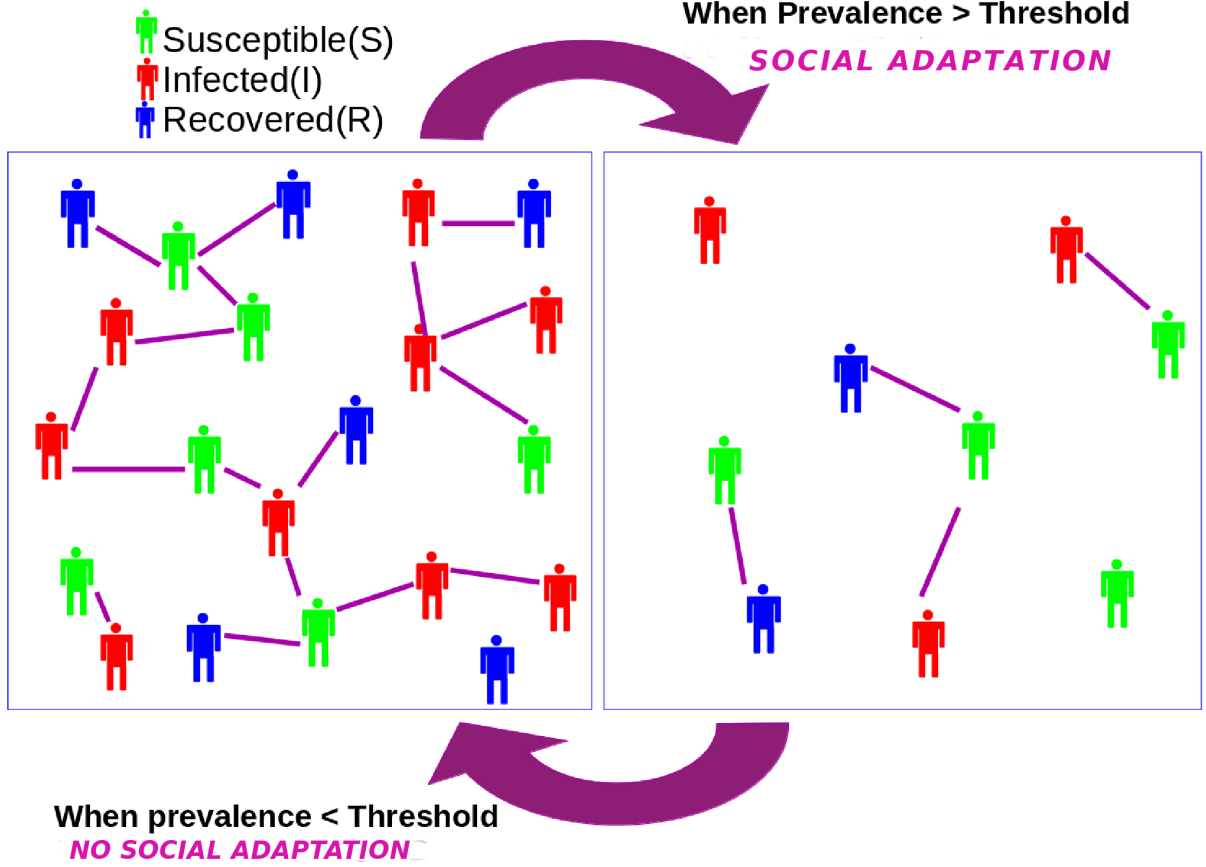 Susceptible(S)
Infected(I)
Recovered(R)
When Prevalence > Threshold
SOCIAL ADAPTATION
When prevalence < Threshold
NO SOCIAL ADAPTATION